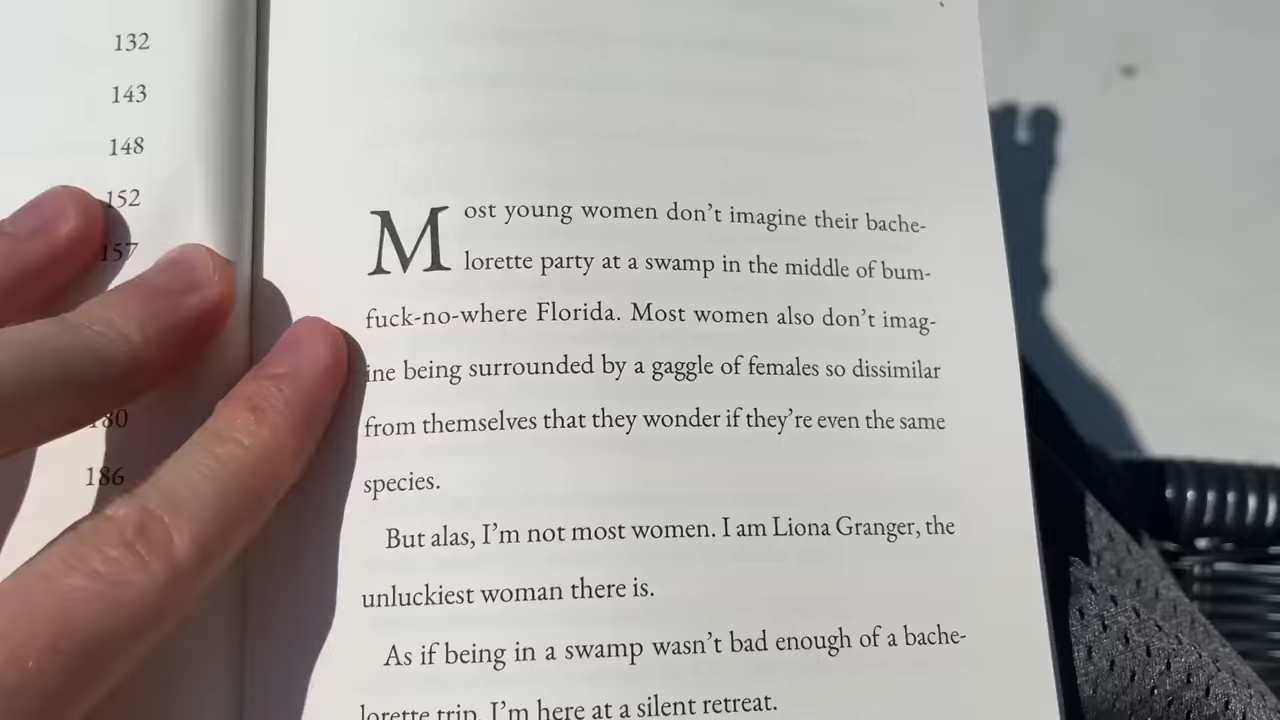 132
143
148
152
157
186
Most young women don't imagine their bache-
lorette party at a swamp in the middle of bum-
fuck-no-where Florida. Most women also don't imag-
ine being surrounded by a gaggle of females so dissimilar
from themselves that they wonder if they're even the same
species.
But alas, I'm not most women. I am Liona Granger, the
unluckiest woman there is.
As if being in a swamp wasn't bad enough of a bache-
lorette trip, I'm here at a silent retreat.